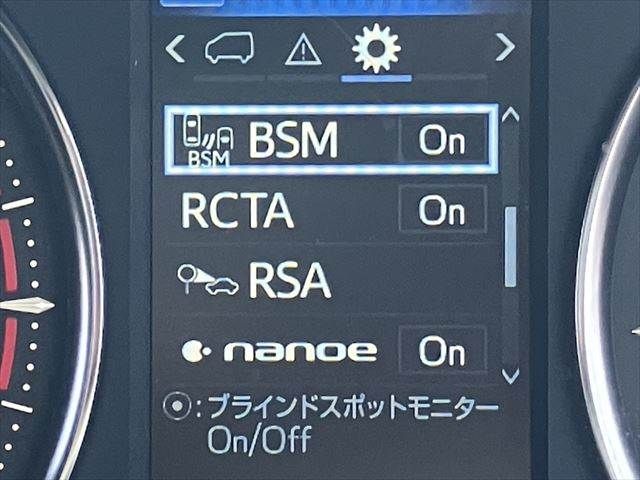 BSM BSM On
RCTA On
RSA
nanoe On
: ブラインドスポットモニター
On/Off